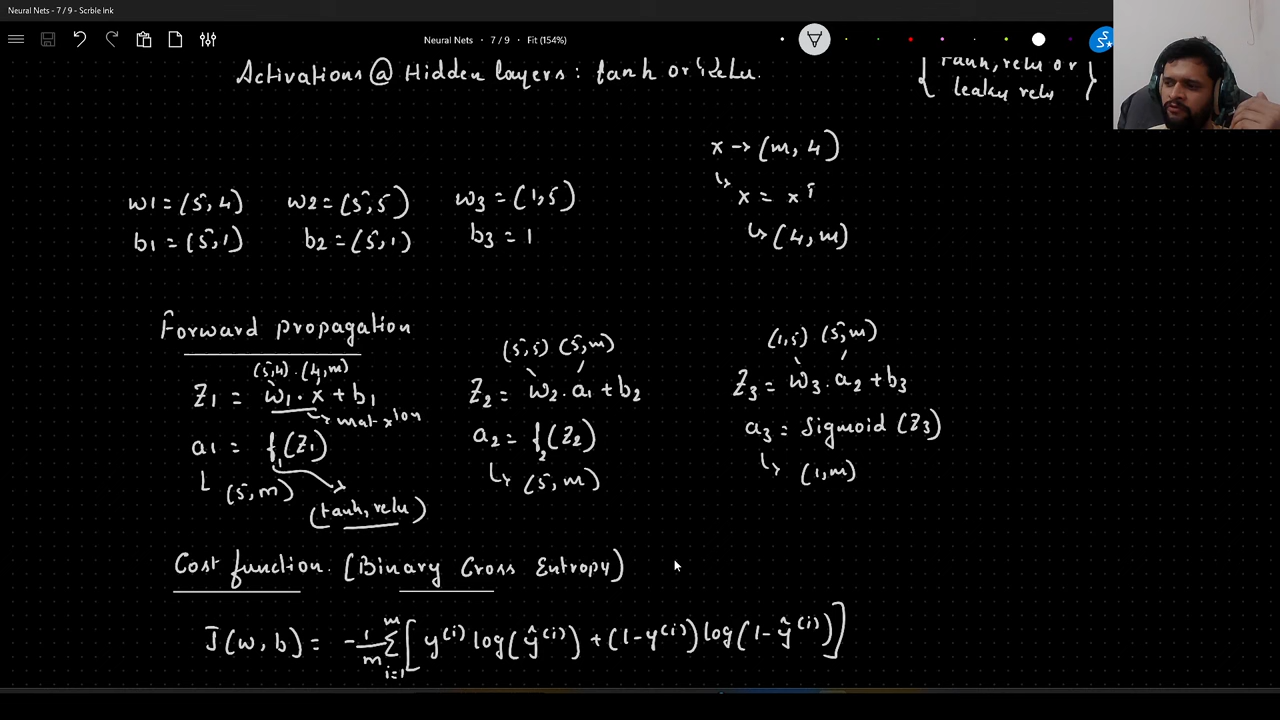 Neural Nets - 7 / 9 - Scrble Ink
Neural Nets • 7 / 9 • Fit (154%)
Activations @ Hidden layers : tanh or relu.
{ tanh, relu or
leaky relu }
x → (m, 4)
↳ x = xᵀ
↳ (4, m)
w1 = (5, 4) w2 = (5, 5) w3 = (1, 5)
b1 = (5, 1) b2 = (5, 1) b3 = 1
Forward propagation
(5,4) . (4, m) (5, 5) (5, m) (1, 5) (5, m)
Z1 = w1 . x + b1 Z2 = w2 . a1 + b2 Z3 = w3 . a2 + b3
↳ mat-xion
a1 = f1(Z1) a2 = f2(Z2) a3 = Sigmoid (Z3)
(5, m) ↳ (5, m) ↳ (1, m)
(tanh, relu)
Cost function. (Binary Cross Entropy)
J(w, b) = -1/m Σ i=1 m [ y⁽ⁱ⁾ log(ŷ⁽ⁱ⁾) + (1 - y⁽ⁱ⁾) log(1 - ŷ⁽ⁱ⁾) ]